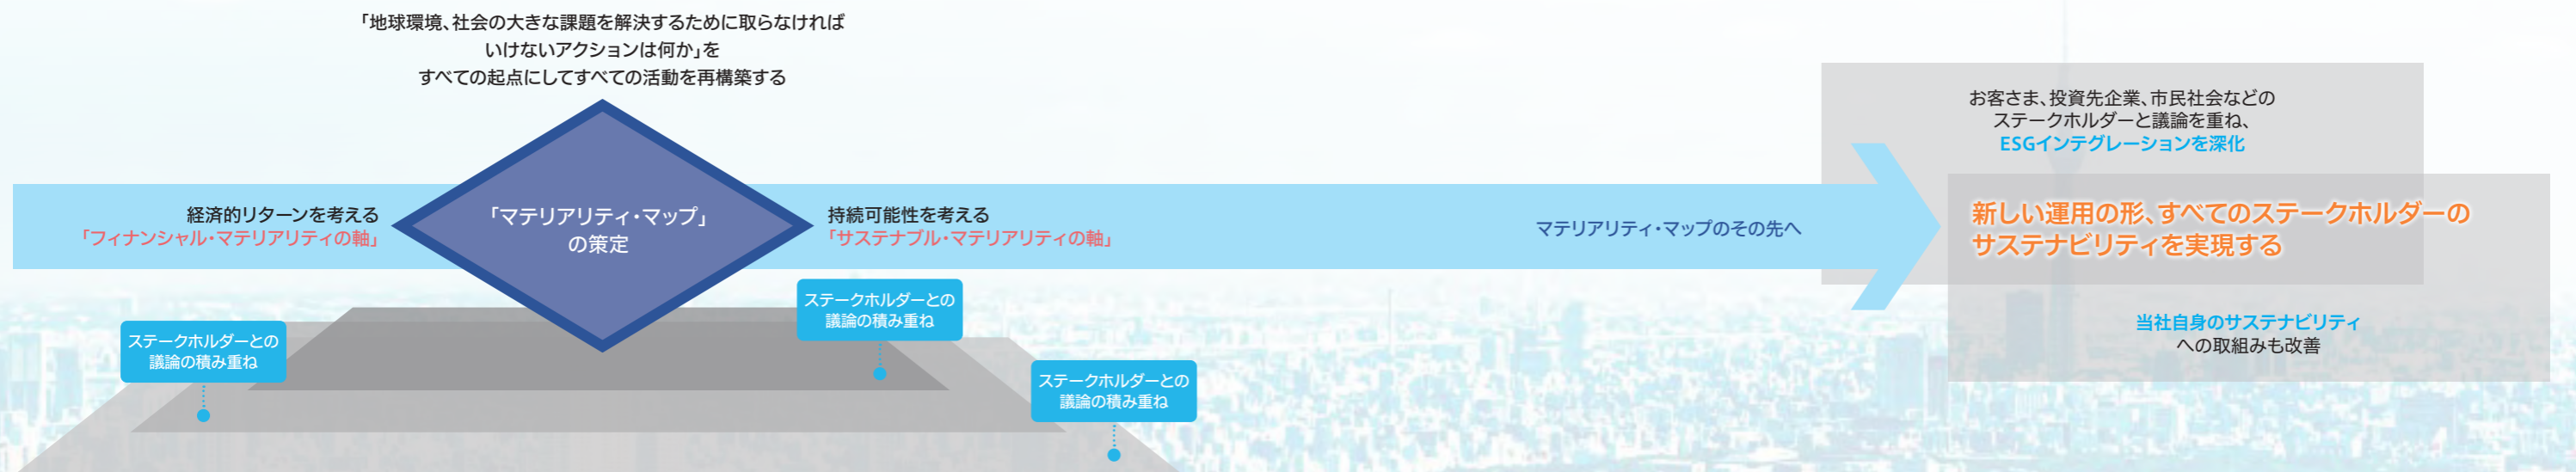 「地球環境、社会の大きな課題を解決するために取らなければ
いけないアクションは何か」を
すべての起点にしてすべての活動を再構築する
経済的リターンを考える
「フィナンシャル・マテリアリティの軸」
「マテリアリティ・マップ」
の策定
持続可能性を考える
「サステナブル・マテリアリティの軸」
ステークホルダーとの
議論の積み重ね
ステークホルダーとの
議論の積み重ね
ステークホルダーとの
議論の積み重ね
マテリアリティ・マップのその先へ
お客さま、投資先企業、市民社会などの
ステークホルダーと議論を重ね、
ESGインテグレーションを深化
新しい運用の形、すべてのステークホルダーの
サステナビリティを実現する
当社自身のサステナビリティ
への取組みも改善